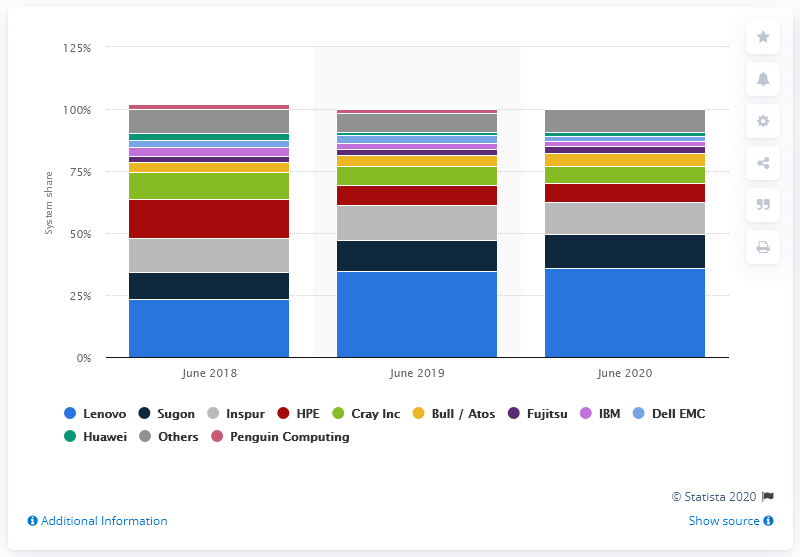 125%
100%
75%
50%
25%
0%
System share
June 2018 June 2019 June 2020
Lenovo Sugon Inspur HPE Cray Inc Bull / Atos Fujitsu IBM Dell EMC
Huawei Others Penguin Computing
© Statista 2020
Additional Information Show source